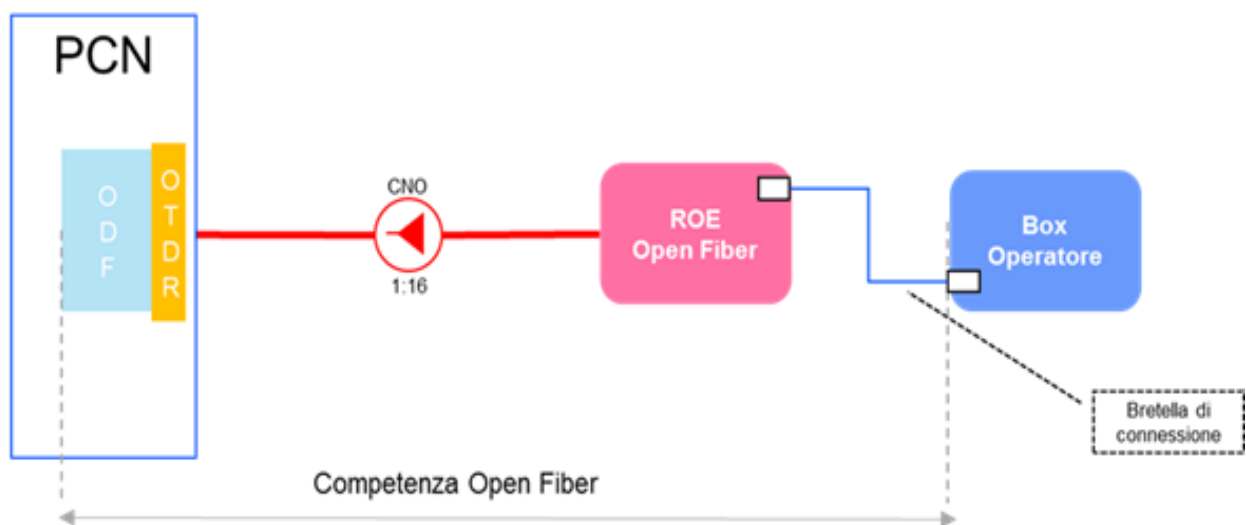 PCN
ODF
OTDR
CNO
1:16
ROE
Open Fiber
Box
Operatore
Bretella di
connessione
Competenza Open Fiber